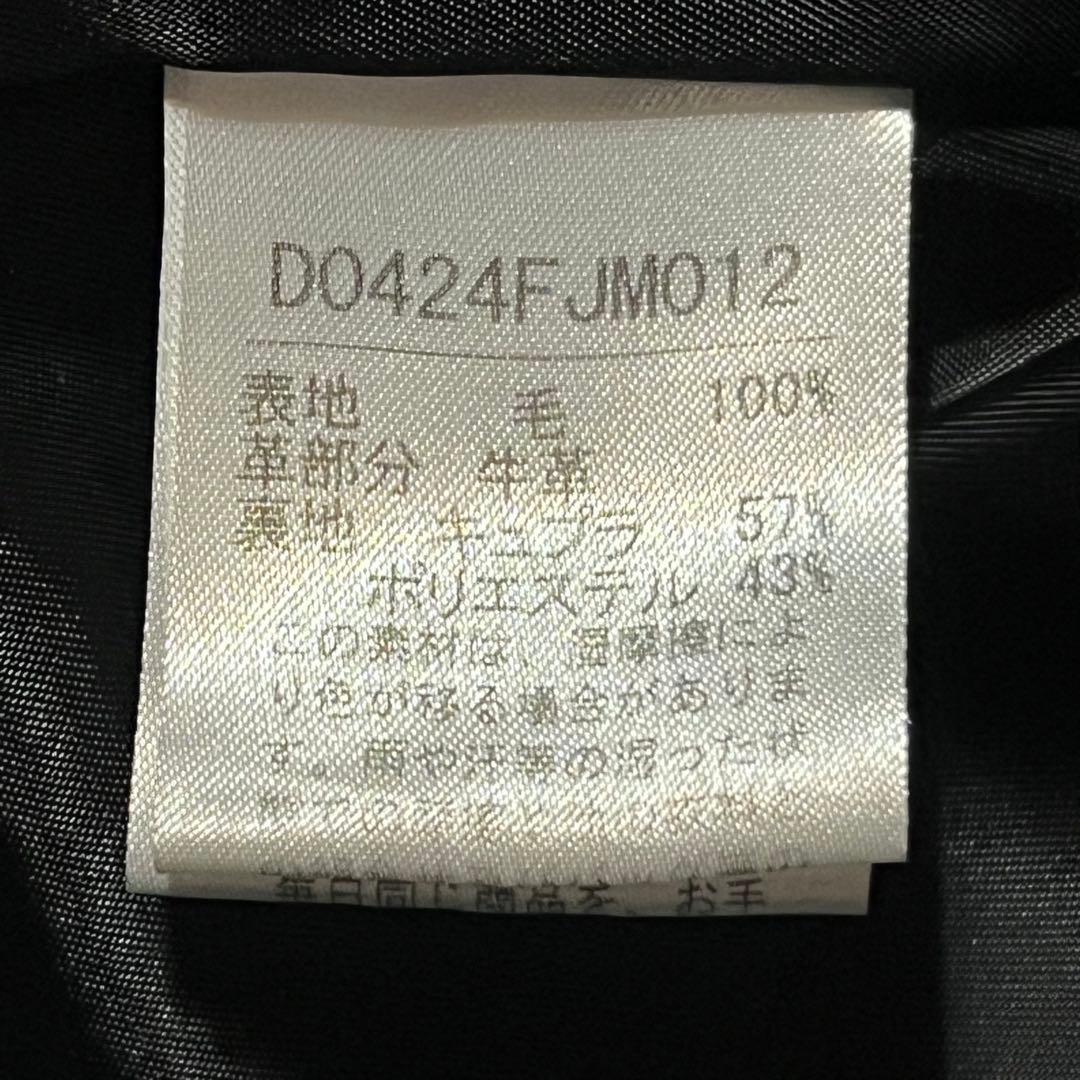 D0424FJM012
表地 毛 100%
革部分 牛革
裏地 キュプラ 57%
ポリエステル 43%
この素材は、湿摩擦によ
り色が移る場合がありま
す。雨や汗等の湿った状
毎日同じ商品を、お手